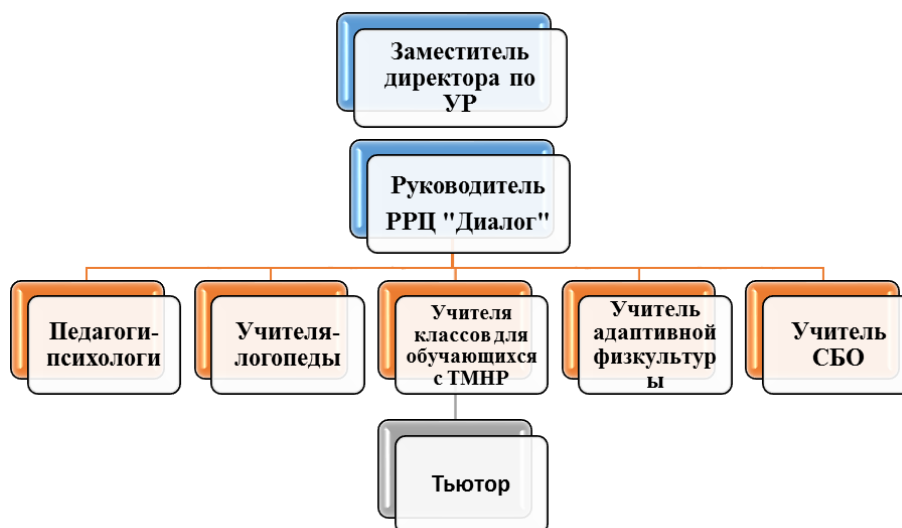 Заместитель
директора по
УР
Руководитель
РРЦ "Диалог"
Педагоги-
психологи
Учителя-
логопеды
Учителя
классов для
обучающихся
с ТМНР
Учитель
адаптивной
физкультур
ы
Учитель
СБО
Тьютор